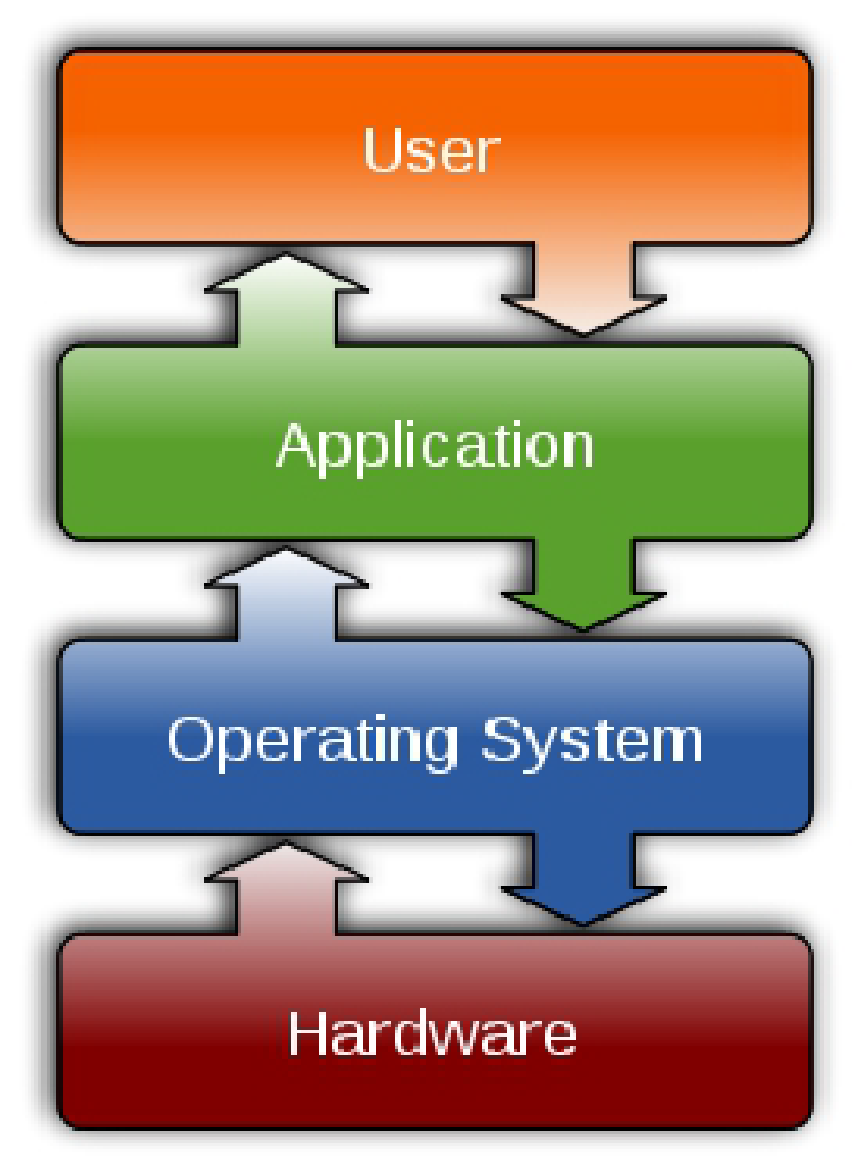 User
Application
Operating System
Hardware